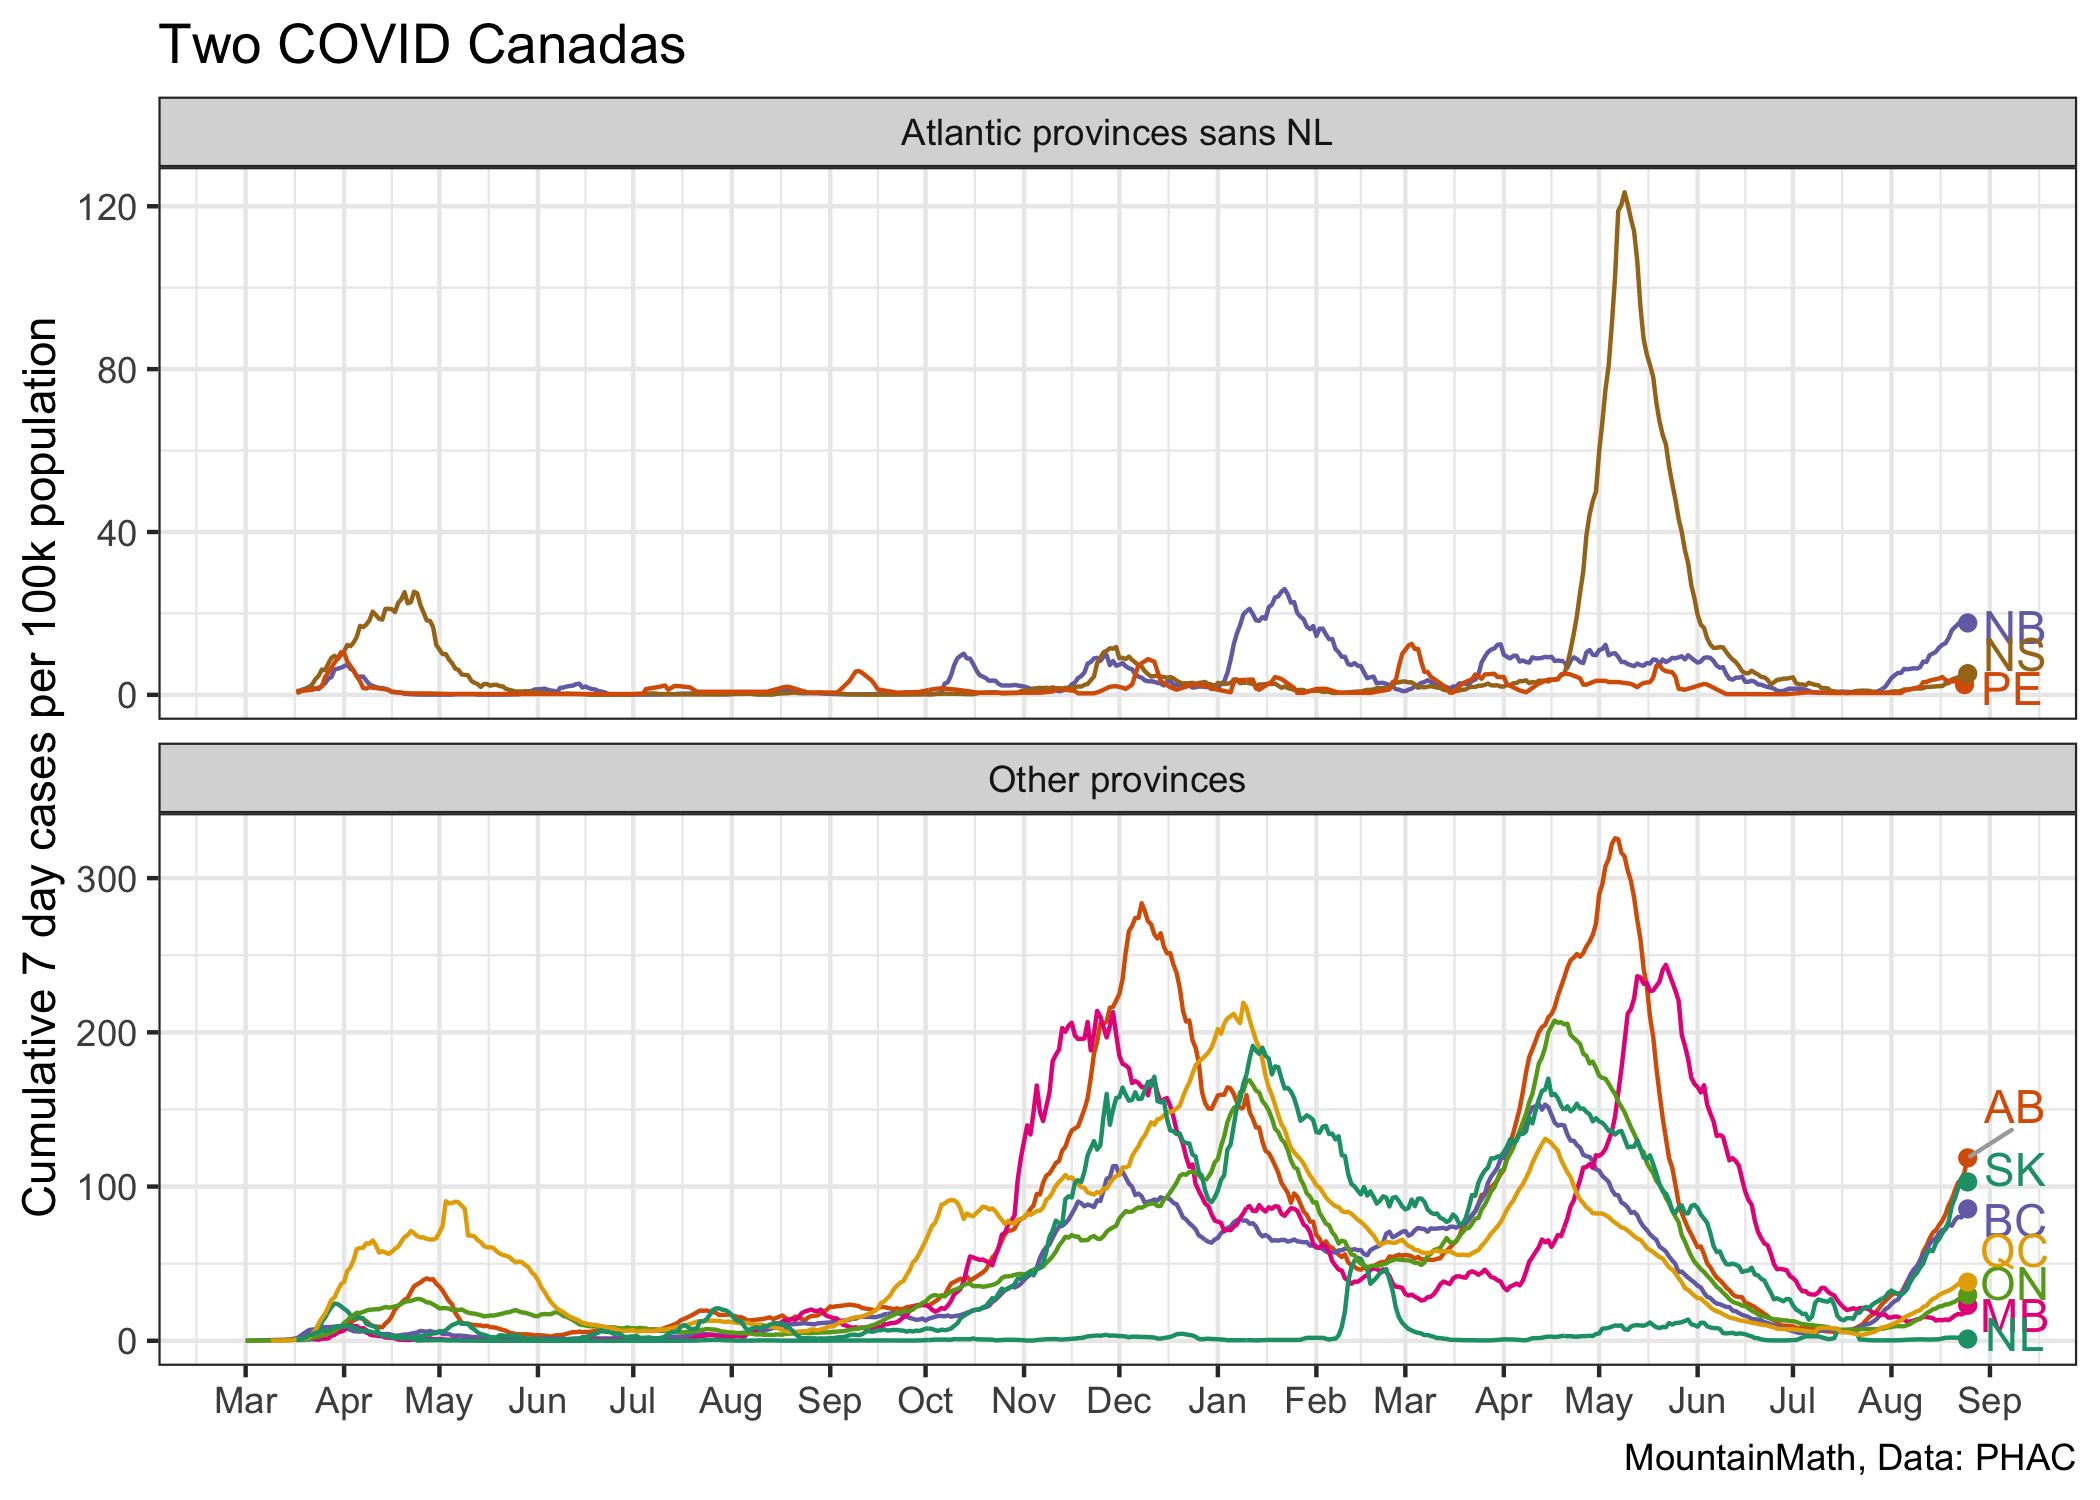 Two COVID Canadas
Atlantic provinces sans NL
120
80
40
0
NB
NS
PE
Cumulative 7 day cases per 100k population
Other provinces
300
200
100
0
AB
SK
BC
QC
ON
MB
NL
Mar Apr May Jun Jul Aug Sep Oct Nov Dec Jan Feb Mar Apr May Jun Jul Aug Sep
MountainMath, Data: PHAC